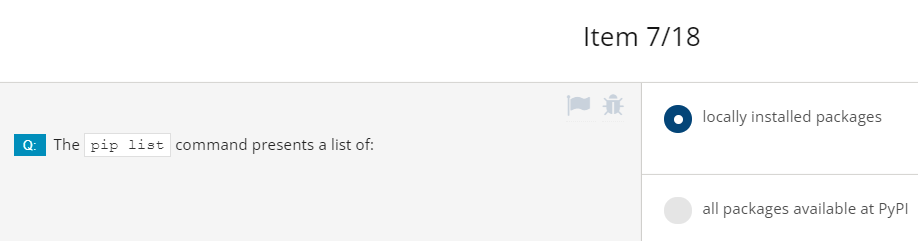 Item 7/18
Q: The pip list command presents a list of:
locally installed packages
all packages available at PyPI